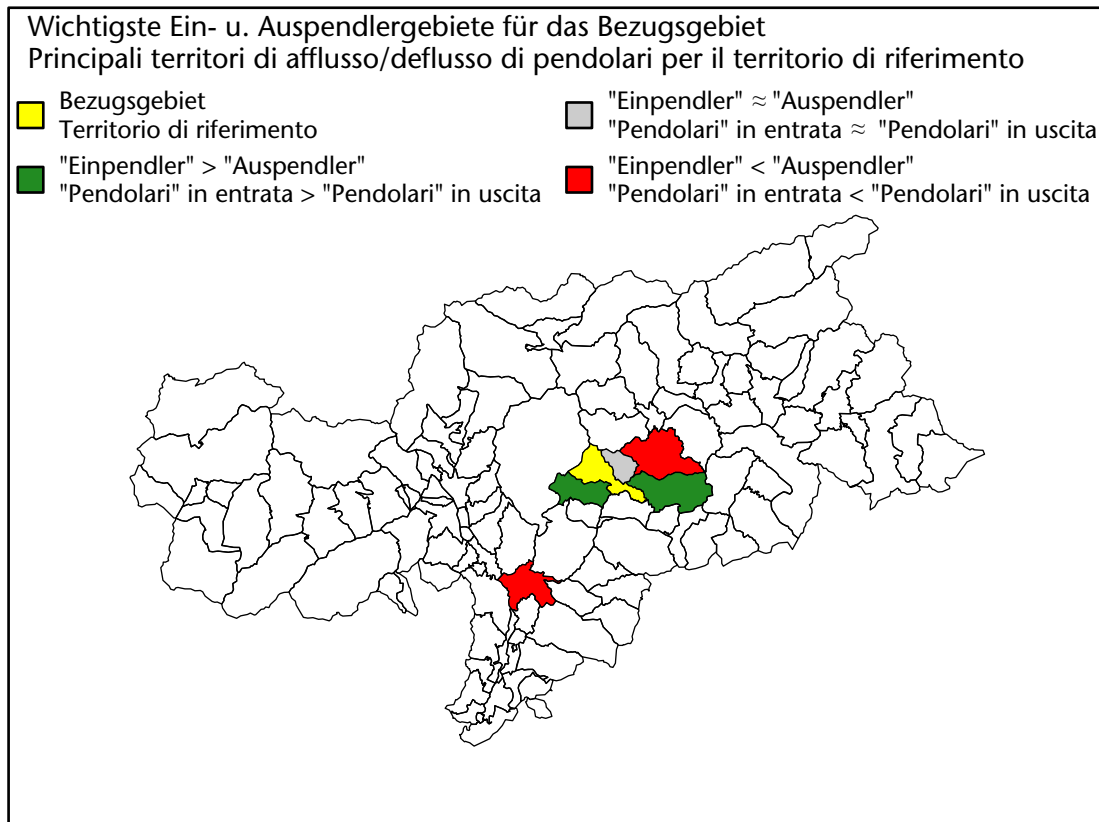 Wichtigste Ein- u. Auspendlergebiete für das Bezugsgebiet
Principali territori di afflusso/deflusso di pendolari per il territorio di riferimento
Bezugsgebiet
Territorio di riferimento
"Einpendler" ≈ "Auspendler"
"Pendolari" in entrata ≈ "Pendolari" in uscita
"Einpendler" > "Auspendler"
"Pendolari" in entrata > "Pendolari" in uscita
"Einpendler" < "Auspendler"
"Pendolari" in entrata < "Pendolari" in uscita